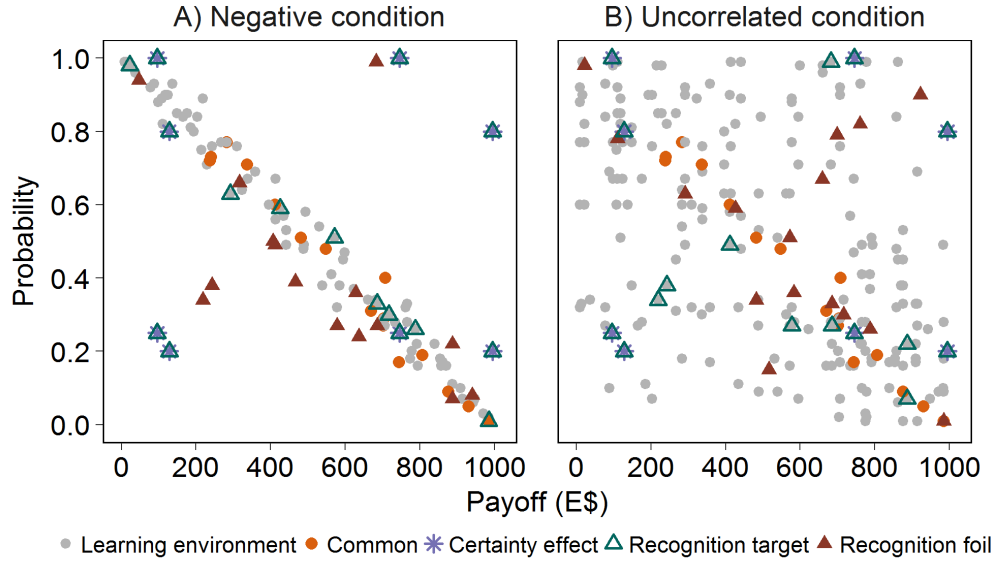 A) Negative condition
B) Uncorrelated condition
Probability
1.0
0.8
0.6
0.4
0.2
0.0
0 200 400 600 800 1000
0 200 400 600 800 1000
Payoff (E$)
Learning environment Common Certainty effect Recognition target Recognition foil